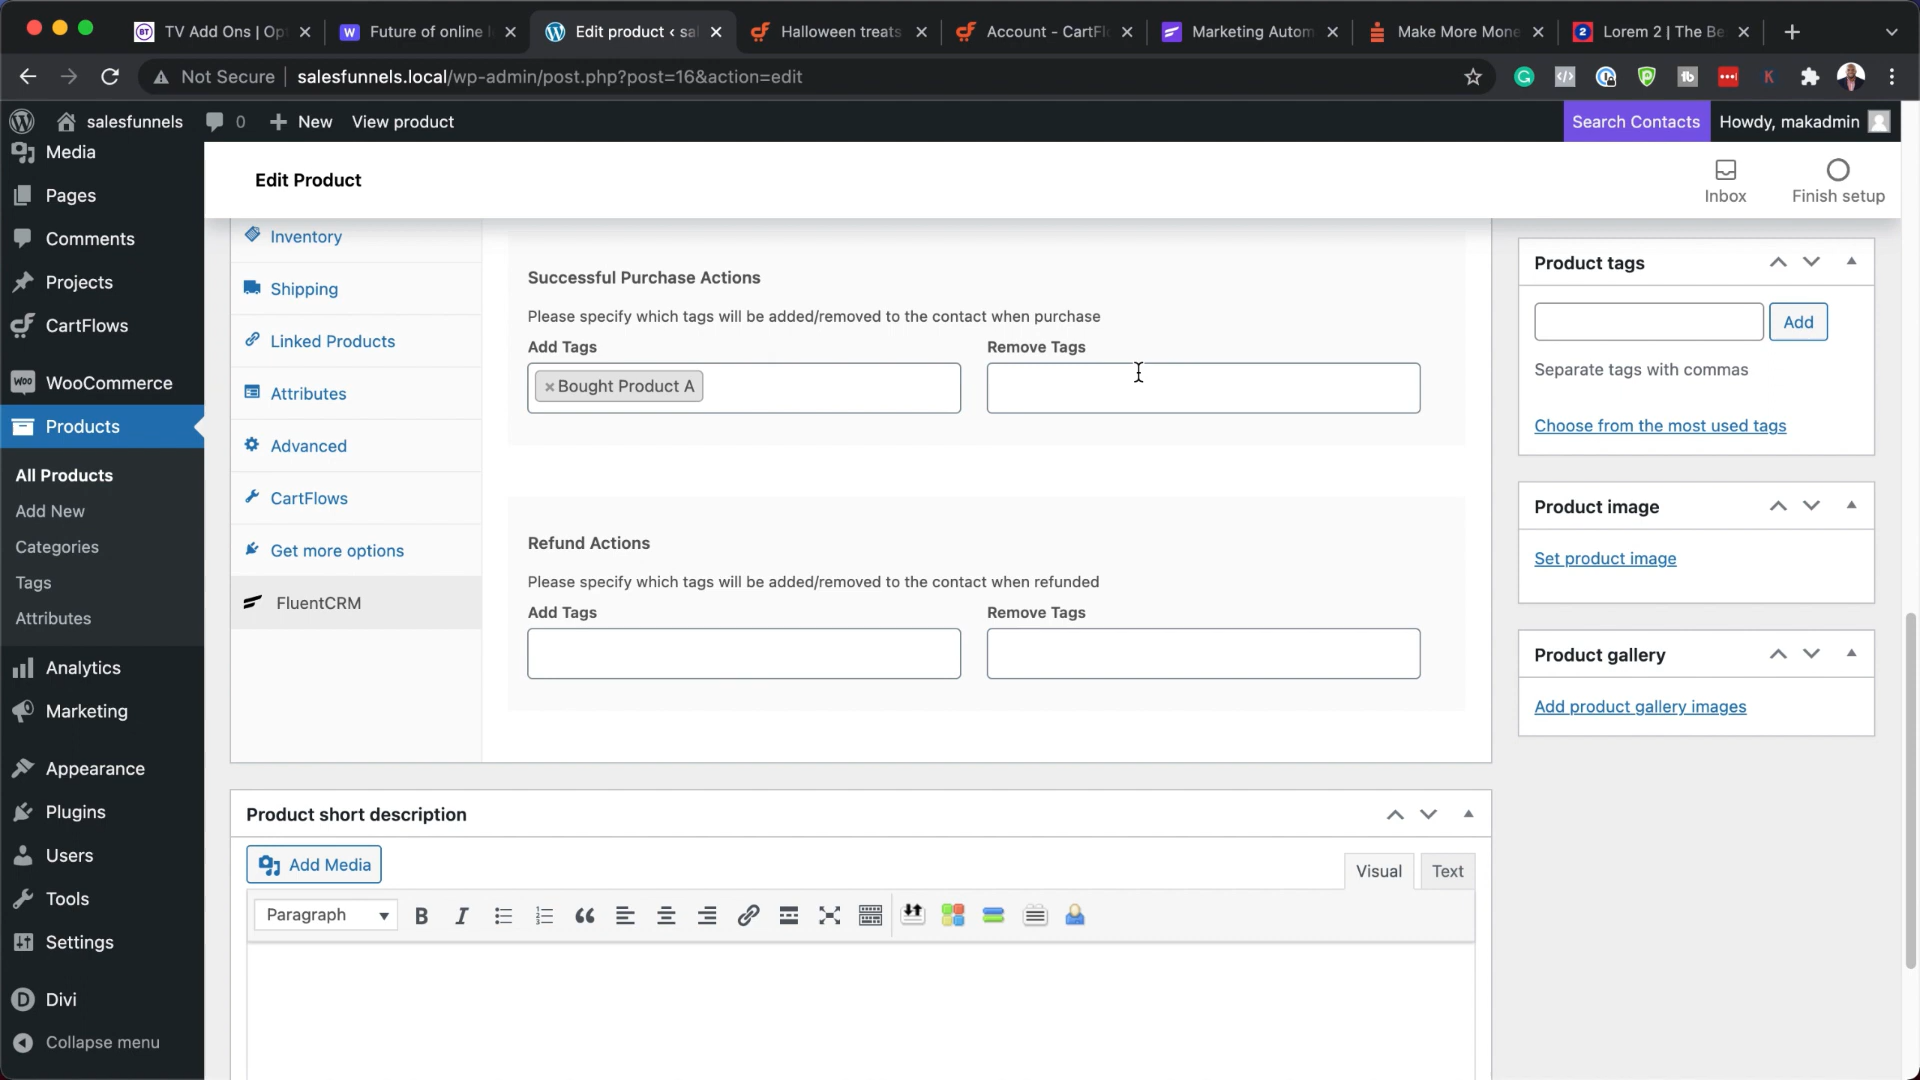 TV Add Ons | Op
Future of online l
Edit product ‹ sal
Halloween treats
Account - CartFl
Marketing Autom
Make More Mone
Lorem 2 | The Be
Not Secure
salesfunnels.local/wp-admin/post.php?post=16&action=edit
salesfunnels
0
New
View product
Search Contacts
Howdy, makadmin
Media
Pages
Comments
Projects
CartFlows
WooCommerce
Products
All Products
Add New
Categories
Tags
Attributes
Analytics
Marketing
Appearance
Plugins
Users
Tools
Settings
Divi
Collapse menu
Edit Product
Inbox
Finish setup
Inventory
Shipping
Linked Products
Attributes
Advanced
CartFlows
Get more options
FluentCRM
Successful Purchase Actions
Please specify which tags will be added/removed to the contact when purchase
Add Tags
Remove Tags
×Bought Product A
Refund Actions
Please specify which tags will be added/removed to the contact when refunded
Add Tags
Remove Tags
Product short description
Add Media
Visual
Text
Paragraph
Product tags
Add
Separate tags with commas
Choose from the most used tags
Product image
Set product image
Product gallery
Add product gallery images